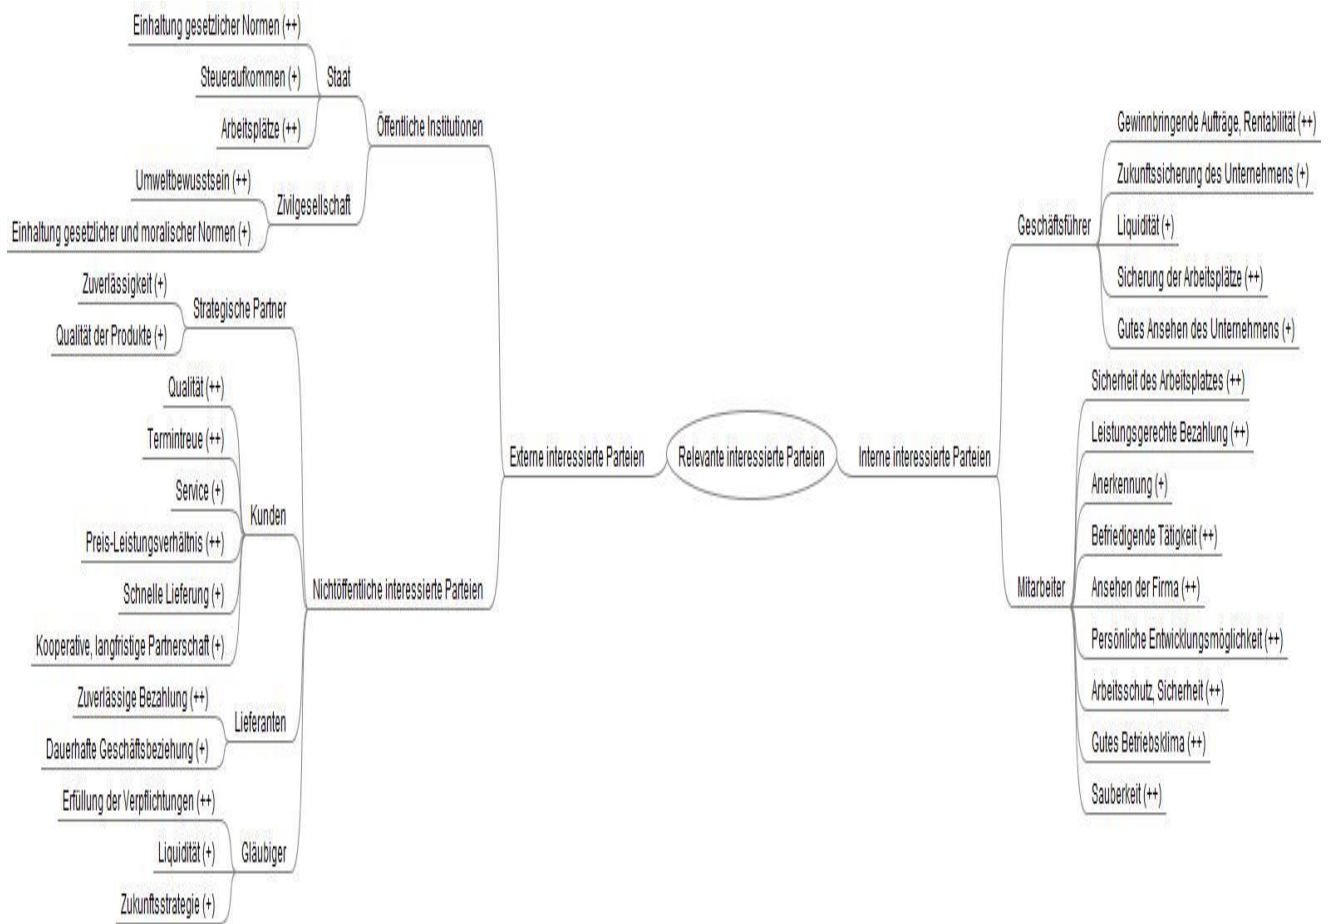 Einhaltung gesetzlicher Normen (++)
Steueraufkommen (+)
Arbeitsplätze (++)
Staat
Umweltbewusstsein (++)
Einhaltung gesetzlicher und moralischer Normen (+)
Zivilgesellschaft
Öffentliche Institutionen
Zuverlässigkeit (+)
Qualität der Produkte (+)
Strategische Partner
Qualität (++)
Termintreue (++)
Service (+)
Preis-Leistungsverhältnis (++)
Schnelle Lieferung (+)
Kooperative, langfristige Partnerschaft (+)
Kunden
Zuverlässige Bezahlung (++)
Dauerhafte Geschäftsbeziehung (+)
Lieferanten
Erfüllung der Verpflichtungen (++)
Liquidität (+)
Zukunftsstrategie (+)
Gläubiger
Nichtöffentliche interessierte Parteien
Externe interessierte Parteien
Relevante interessierte Parteien
Interne interessierte Parteien
Geschäftsführer
Gewinnbringende Aufträge, Rentabilität (++)
Zukunftssicherung des Unternehmens (+)
Liquidität (+)
Sicherung der Arbeitsplätze (++)
Gutes Ansehen des Unternehmens (+)
Mitarbeiter
Sicherheit des Arbeitsplatzes (++)
Leistungsgerechte Bezahlung (++)
Anerkennung (+)
Befriedigende Tätigkeit (++)
Ansehen der Firma (++)
Persönliche Entwicklungsmöglichkeit (++)
Arbeitsschutz, Sicherheit (++)
Gutes Betriebsklima (++)
Sauberkeit (++)